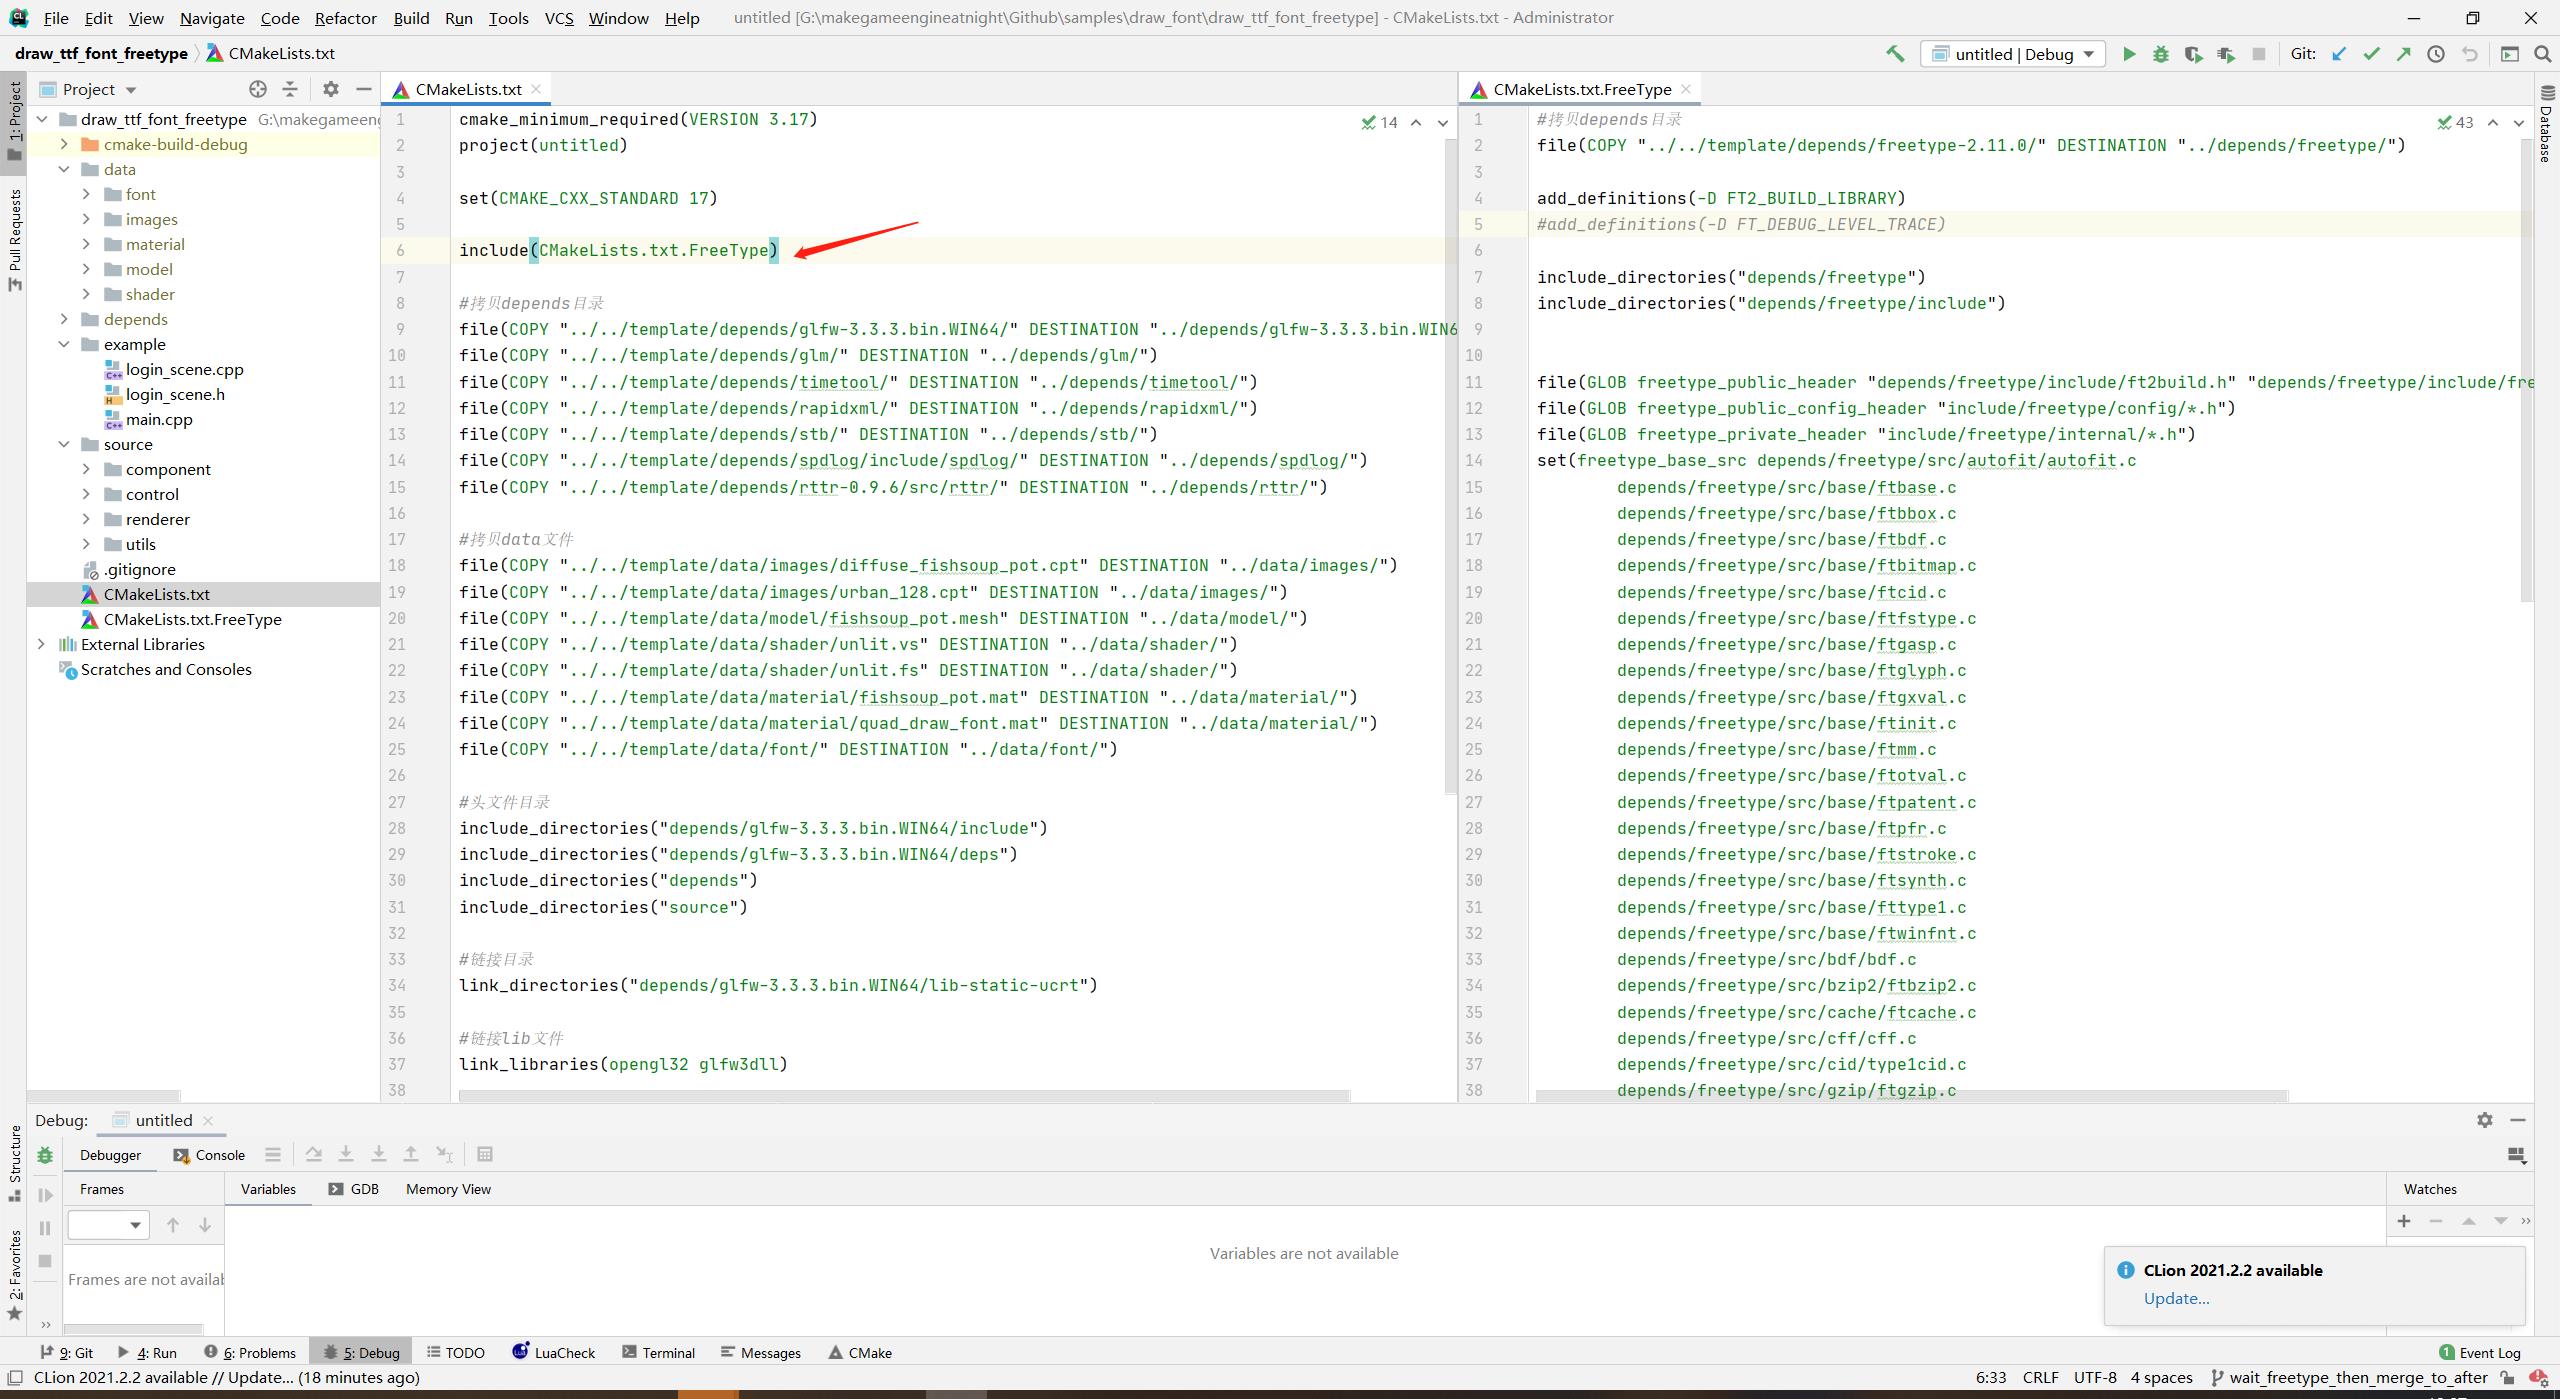 File Edit View Navigate Code Refactor Build Run Tools VCS Window Help untitled [G:\makegameengineatnight\Github\samples\draw_font\draw_ttf_font_freetype] - CMakeLists.txt - Administrator
draw_ttf_font_freetype CMakeLists.txt untitled | Debug Git:
1: Project
Pull Requests
Structure
2: Favorites
Database
Project
draw_ttf_font_freetype G:\makegameeng
cmake-build-debug
data
font
images
material
model
shader
depends
example
login_scene.cpp
login_scene.h
main.cpp
source
component
control
renderer
utils
.gitignore
CMakeLists.txt
CMakeLists.txt.FreeType
External Libraries
Scratches and Consoles
CMakeLists.txt
14
1 cmake_minimum_required(VERSION 3.17)
2 project(untitled)
3
4 set(CMAKE_CXX_STANDARD 17)
5
6 include(CMakeLists.txt.FreeType)
7
8 #拷贝depends目录
9 file(COPY "../../template/depends/glfw-3.3.3.bin.WIN64/" DESTINATION "../depends/glfw-3.3.3.bin.WIN6
10 file(COPY "../../template/depends/glm/" DESTINATION "../depends/glm/")
11 file(COPY "../../template/depends/timetool/" DESTINATION "../depends/timetool/")
12 file(COPY "../../template/depends/rapidxml/" DESTINATION "../depends/rapidxml/")
13 file(COPY "../../template/depends/stb/" DESTINATION "../depends/stb/")
14 file(COPY "../../template/depends/spdlog/include/spdlog/" DESTINATION "../depends/spdlog/")
15 file(COPY "../../template/depends/rttr-0.9.6/src/rttr/" DESTINATION "../depends/rttr/")
16
17 #拷贝data文件
18 file(COPY "../../template/data/images/diffuse_fishsoup_pot.cpt" DESTINATION "../data/images/")
19 file(COPY "../../template/data/images/urban_128.cpt" DESTINATION "../data/images/")
20 file(COPY "../../template/data/model/fishsoup_pot.mesh" DESTINATION "../data/model/")
21 file(COPY "../../template/data/shader/unlit.vs" DESTINATION "../data/shader/")
22 file(COPY "../../template/data/shader/unlit.fs" DESTINATION "../data/shader/")
23 file(COPY "../../template/data/material/fishsoup_pot.mat" DESTINATION "../data/material/")
24 file(COPY "../../template/data/material/quad_draw_font.mat" DESTINATION "../data/material/")
25 file(COPY "../../template/data/font/" DESTINATION "../data/font/")
26
27 #头文件目录
28 include_directories("depends/glfw-3.3.3.bin.WIN64/include")
29 include_directories("depends/glfw-3.3.3.bin.WIN64/deps")
30 include_directories("depends")
31 include_directories("source")
32
33 #链接目录
34 link_directories("depends/glfw-3.3.3.bin.WIN64/lib-static-ucrt")
35
36 #链接lib文件
37 link_libraries(opengl32 glfw3dll)
38
CMakeLists.txt.FreeType
43
1 #拷贝depends目录
2 file(COPY "../../template/depends/freetype-2.11.0/" DESTINATION "../depends/freetype/")
3
4 add_definitions(-D FT2_BUILD_LIBRARY)
5 #add_definitions(-D FT_DEBUG_LEVEL_TRACE)
6
7 include_directories("depends/freetype")
8 include_directories("depends/freetype/include")
9
10
11 file(GLOB freetype_public_header "depends/freetype/include/ft2build.h" "depends/freetype/include/fre
12 file(GLOB freetype_public_config_header "include/freetype/config/*.h")
13 file(GLOB freetype_private_header "include/freetype/internal/*.h")
14 set(freetype_base_src depends/freetype/src/autofit/autofit.c
15 depends/freetype/src/base/ftbase.c
16 depends/freetype/src/base/ftbbox.c
17 depends/freetype/src/base/ftbdf.c
18 depends/freetype/src/base/ftbitmap.c
19 depends/freetype/src/base/ftcid.c
20 depends/freetype/src/base/ftfstype.c
21 depends/freetype/src/base/ftgasp.c
22 depends/freetype/src/base/ftglyph.c
23 depends/freetype/src/base/ftgxval.c
24 depends/freetype/src/base/ftinit.c
25 depends/freetype/src/base/ftmm.c
26 depends/freetype/src/base/ftotval.c
27 depends/freetype/src/base/ftpatent.c
28 depends/freetype/src/base/ftpfr.c
29 depends/freetype/src/base/ftstroke.c
30 depends/freetype/src/base/ftsynth.c
31 depends/freetype/src/base/fttype1.c
32 depends/freetype/src/base/ftwinfnt.c
33 depends/freetype/src/bdf/bdf.c
34 depends/freetype/src/bzip2/ftbzip2.c
35 depends/freetype/src/cache/ftcache.c
36 depends/freetype/src/cff/cff.c
37 depends/freetype/src/cid/type1cid.c
38 depends/freetype/src/gzip/ftgzip.c
Debug: untitled
Debugger Console
Frames Variables GDB Memory View Watches
Frames are not availab
Variables are not available
CLion 2021.2.2 available
Update...
9: Git 4: Run 6: Problems 5: Debug TODO LuaCheck Terminal Messages CMake 1 Event Log
CLion 2021.2.2 available // Update... (18 minutes ago) 6:33 CRLF UTF-8 4 spaces wait_freetype_then_merge_to_after